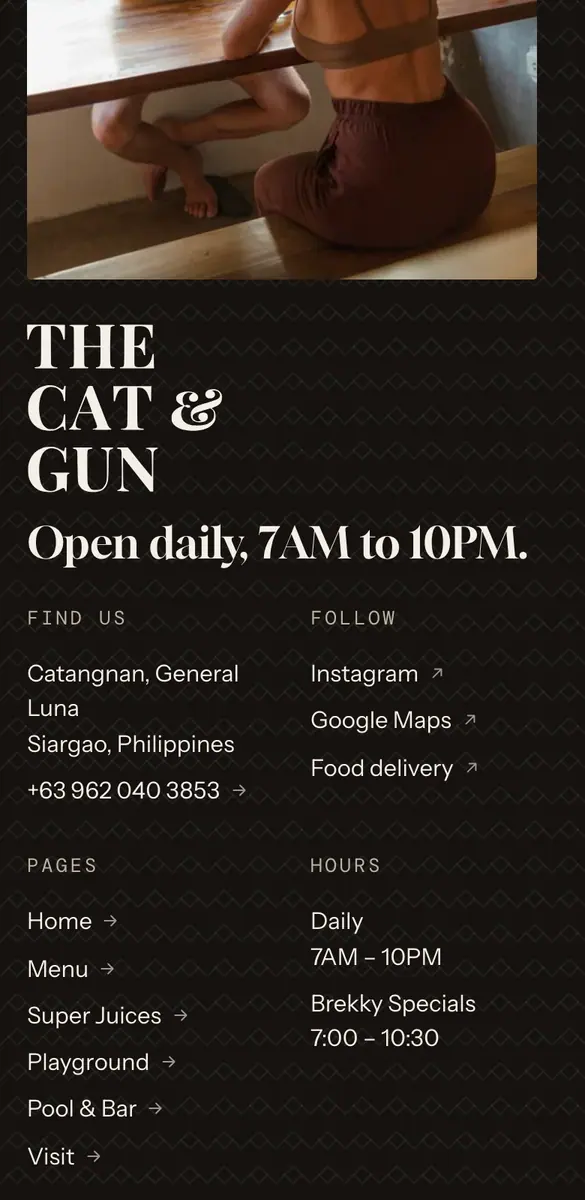 THE
CAT &
GUN
Open daily, 7AM to 10PM.
FIND US
Catangnan, General
Luna
Siargao, Philippines
+63 962 040 3853 →
FOLLOW
Instagram ↗
Google Maps ↗
Food delivery ↗
PAGES
Home →
Menu →
Super Juices →
Playground →
Pool & Bar →
Visit →
HOURS
Daily
7AM – 10PM
Brekky Specials
7:00 – 10:30